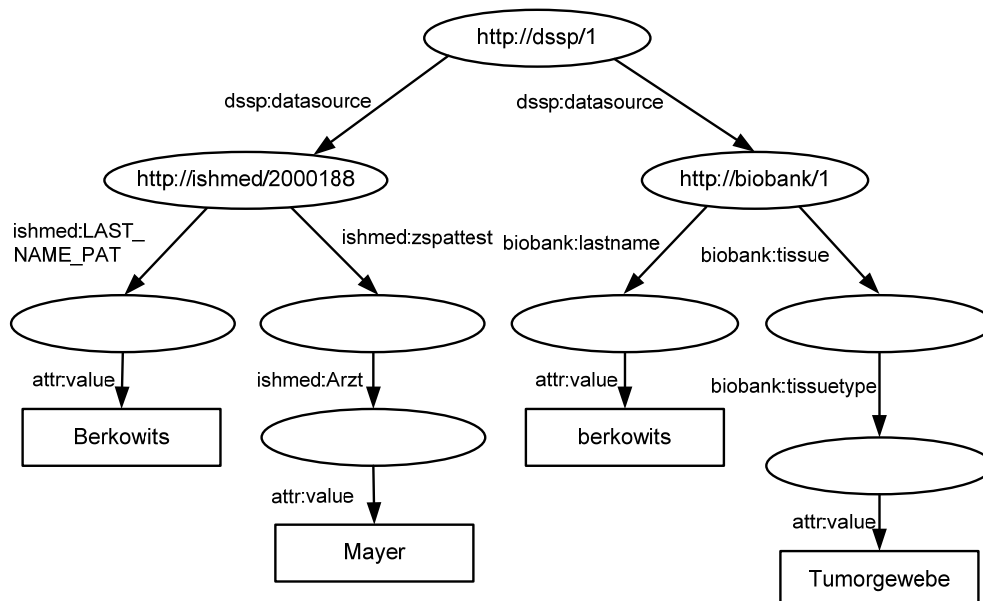 http://dssp/1
dssp:datasource
dssp:datasource
http://ishmed/2000188
http://biobank/1
ishmed:LAST_
NAME_PAT
ishmed:zspattest
biobank:lastname
biobank:tissue
attr:value
ishmed:Arzt
attr:value
biobank:tissuetype
Berkowits
berkowits
attr:value
attr:value
Mayer
Tumorgewebe